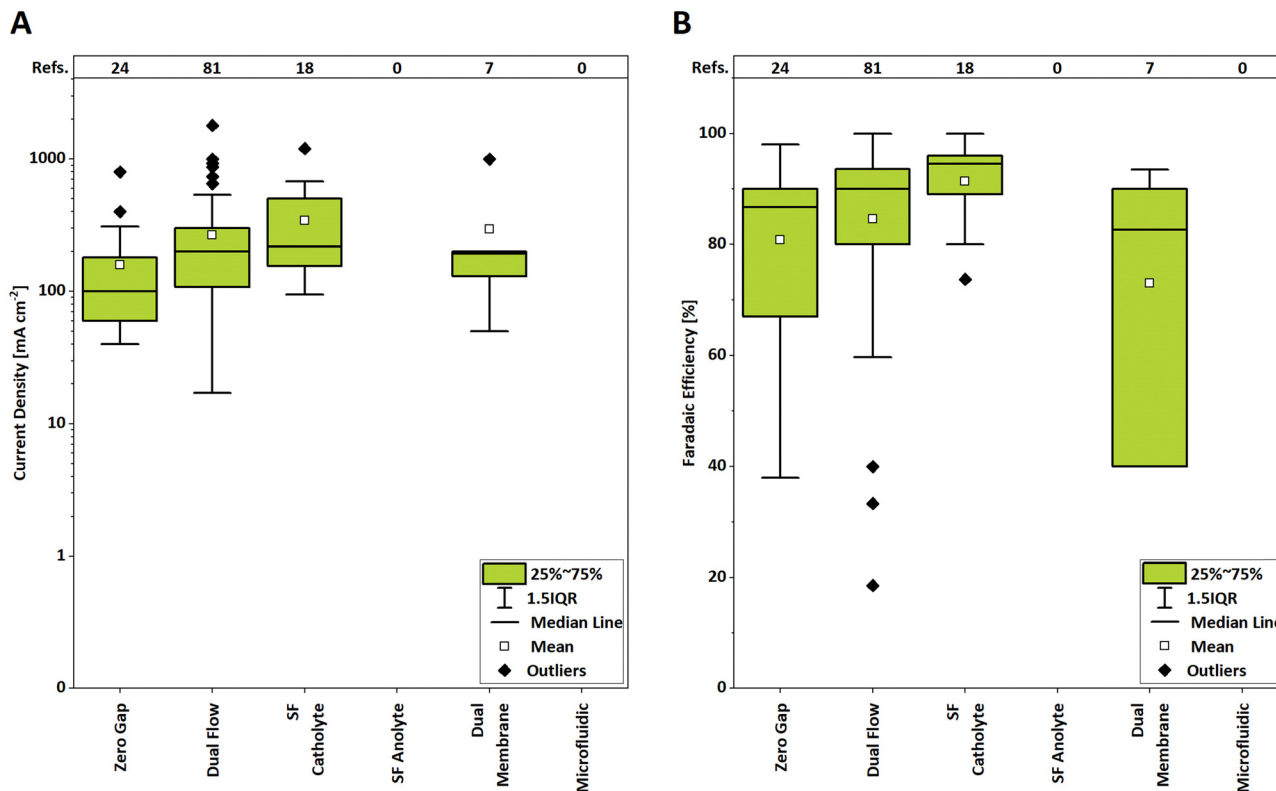 A
Refs. 24 81 18 0 7 0
1000
100
10
1
0
Current Density [mA cm⁻²]
25%~75%
1.5IQR
Median Line
Mean
Outliers
Zero Gap
Dual Flow
SF
Catholyte
SF Anolyte
Dual
Membrane
Microfluidic
B
Refs. 24 81 18 0 7 0
100
80
60
40
20
0
Faradaic Efficiency [%]
25%~75%
1.5IQR
Median Line
Mean
Outliers
Zero Gap
Dual Flow
SF
Catholyte
SF Anolyte
Dual
Membrane
Microfluidic